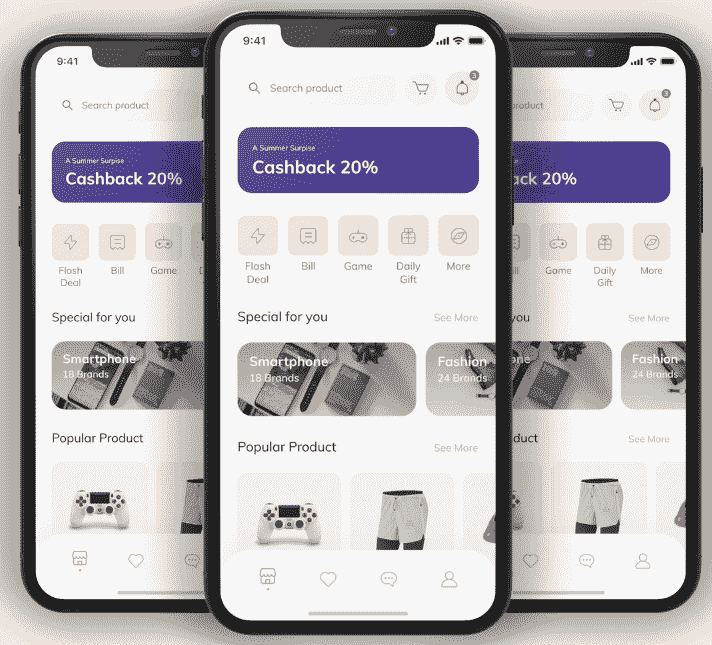 9:41
Search product
A Summer Surpise
Cashback 20%
Flash
Deal
Bill
Game
D
Special for you
Smartphone
18 Brands
Popular Product
9:41
Search product
3
A Summer Surpise
Cashback 20%
Flash
Deal
Bill
Game
Daily
Gift
More
Special for you
See More
Smartphone
18 Brands
Fashion
24 Brands
Popular Product
See More
roduct
3
ack 20%
ill
Game
Daily
Gift
More
you
See More
one
Fashion
24 Brands
duct
See More